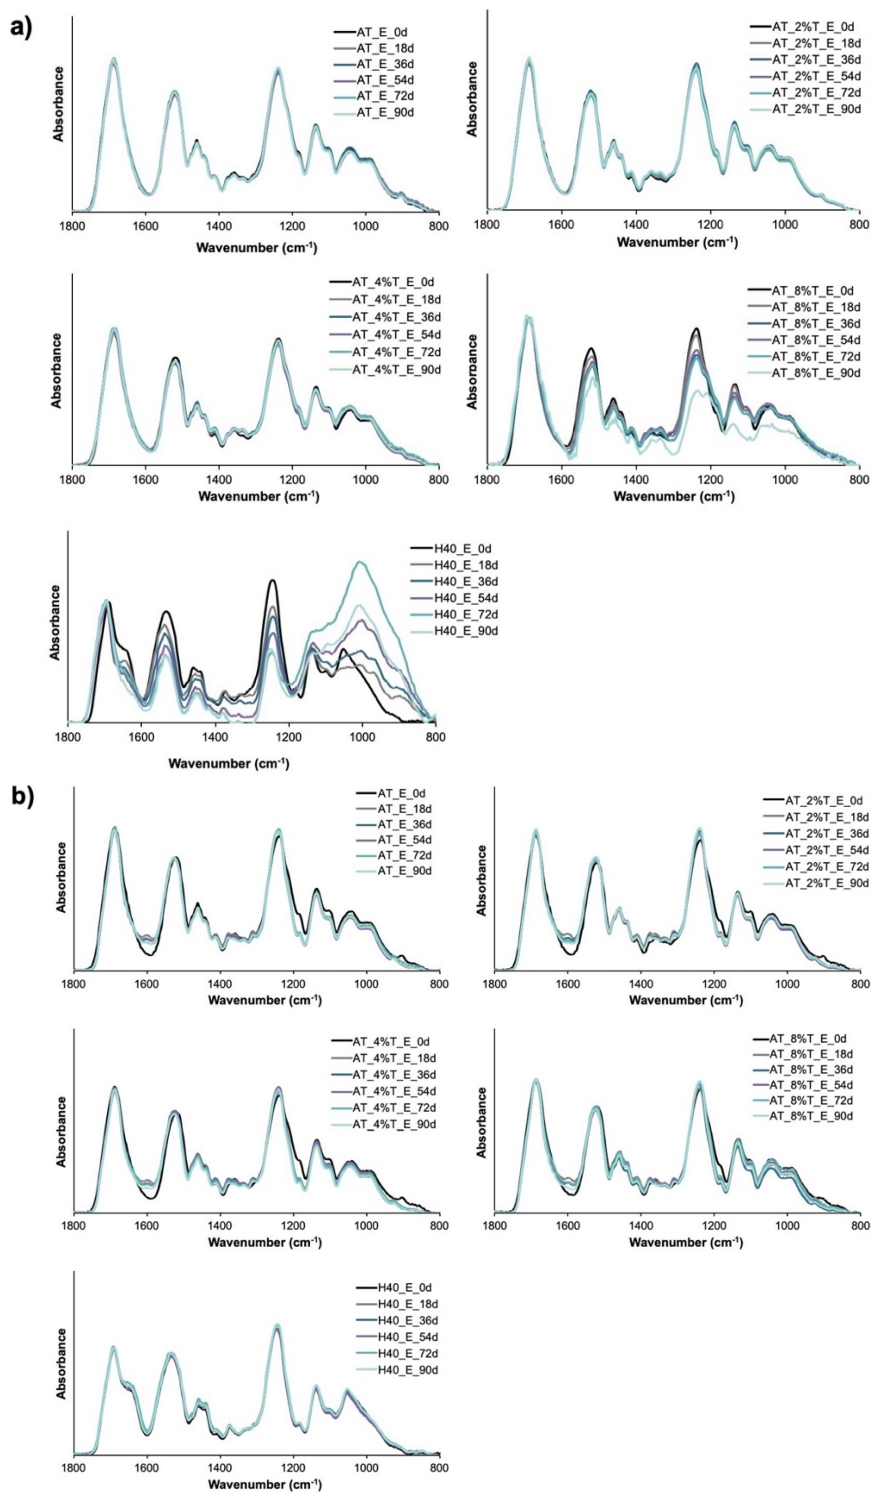 a)
Absorbance
AT_E_0d
AT_E_18d
AT_E_36d
AT_E_54d
AT_E_72d
AT_E_90d
1800 1600 1400 1200 1000 800
Wavenumber (cm-1)
Absorbance
AT_2%T_E_0d
AT_2%T_E_18d
AT_2%T_E_36d
AT_2%T_E_54d
AT_2%T_E_72d
AT_2%T_E_90d
1800 1600 1400 1200 1000 800
Wavenumber (cm-1)
Absorbance
AT_4%T_E_0d
AT_4%T_E_18d
AT_4%T_E_36d
AT_4%T_E_54d
AT_4%T_E_72d
AT_4%T_E_90d
1800 1600 1400 1200 1000 800
Wavenumber (cm-1)
Absorbance
AT_8%T_E_0d
AT_8%T_E_18d
AT_8%T_E_36d
AT_8%T_E_54d
AT_8%T_E_72d
AT_8%T_E_90d
1800 1600 1400 1200 1000 800
Wavenumber (cm-1)
Absorbance
H40_E_0d
H40_E_18d
H40_E_36d
H40_E_54d
H40_E_72d
H40_E_90d
1800 1600 1400 1200 1000 800
Wavenumber (cm-1)
b)
Absorbance
AT_E_0d
AT_E_18d
AT_E_36d
AT_E_54d
AT_E_72d
AT_E_90d
1800 1600 1400 1200 1000 800
Wavenumber (cm-1)
Absorbance
AT_2%T_E_0d
AT_2%T_E_18d
AT_2%T_E_36d
AT_2%T_E_54d
AT_2%T_E_72d
AT_2%T_E_90d
1800 1600 1400 1200 1000 800
Wavenumber (cm-1)
Absorbance
AT_4%T_E_0d
AT_4%T_E_18d
AT_4%T_E_36d
AT_4%T_E_54d
AT_4%T_E_72d
AT_4%T_E_90d
1800 1600 1400 1200 1000 800
Wavenumber (cm-1)
Absorbance
AT_8%T_E_0d
AT_8%T_E_18d
AT_8%T_E_36d
AT_8%T_E_54d
AT_8%T_E_72d
AT_8%T_E_90d
1800 1600 1400 1200 1000 800
Wavenumber (cm-1)
Absorbance
H40_E_0d
H40_E_18d
H40_E_36d
H40_E_54d
H40_E_72d
H40_E_90d
1800 1600 1400 1200 1000 800
Wavenumber (cm-1)